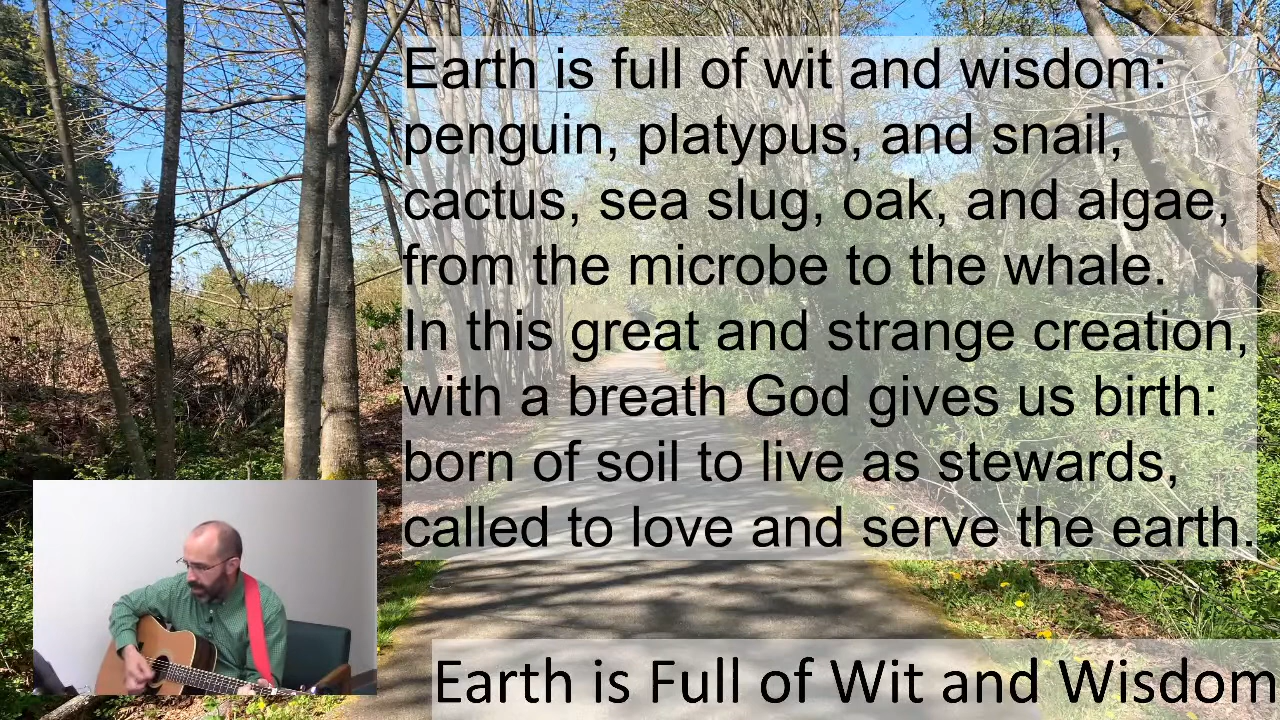 Earth is full of wit and wisdom:
penguin, platypus, and snail,
cactus, sea slug, oak, and algae,
from the microbe to the whale.
In this great and strange creation,
with a breath God gives us birth:
born of soil to live as stewards,
called to love and serve the earth.
Earth is Full of Wit and Wisdom